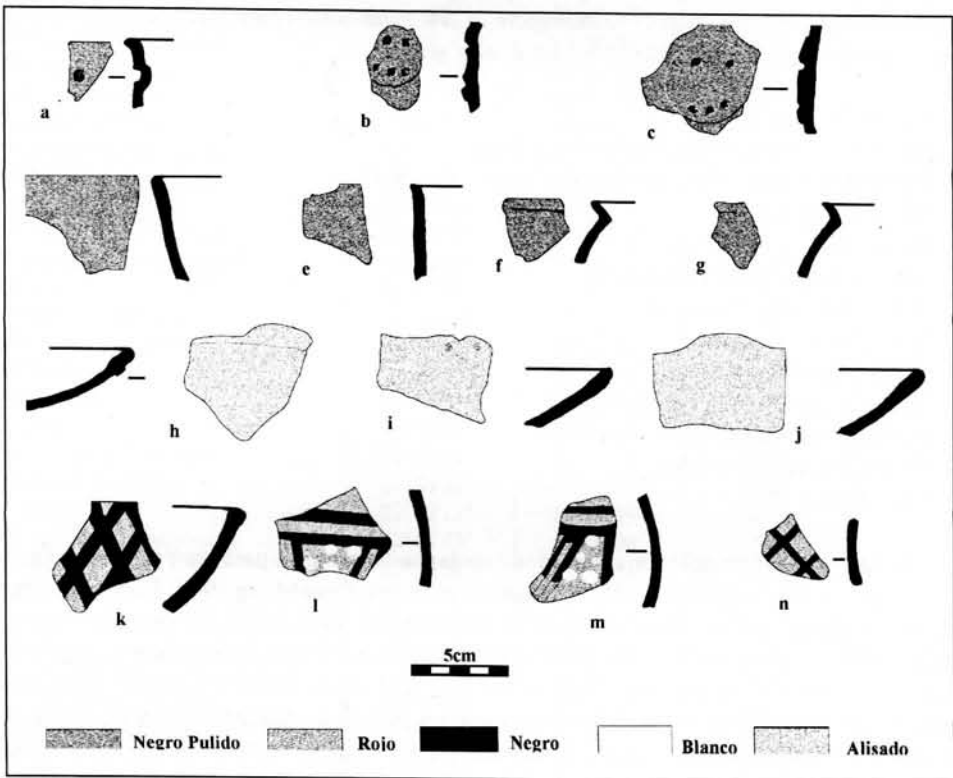 a b c
e f g
h i j
k l m n
5cm
Negro Pulido Rojo Negro Blanco Alisado